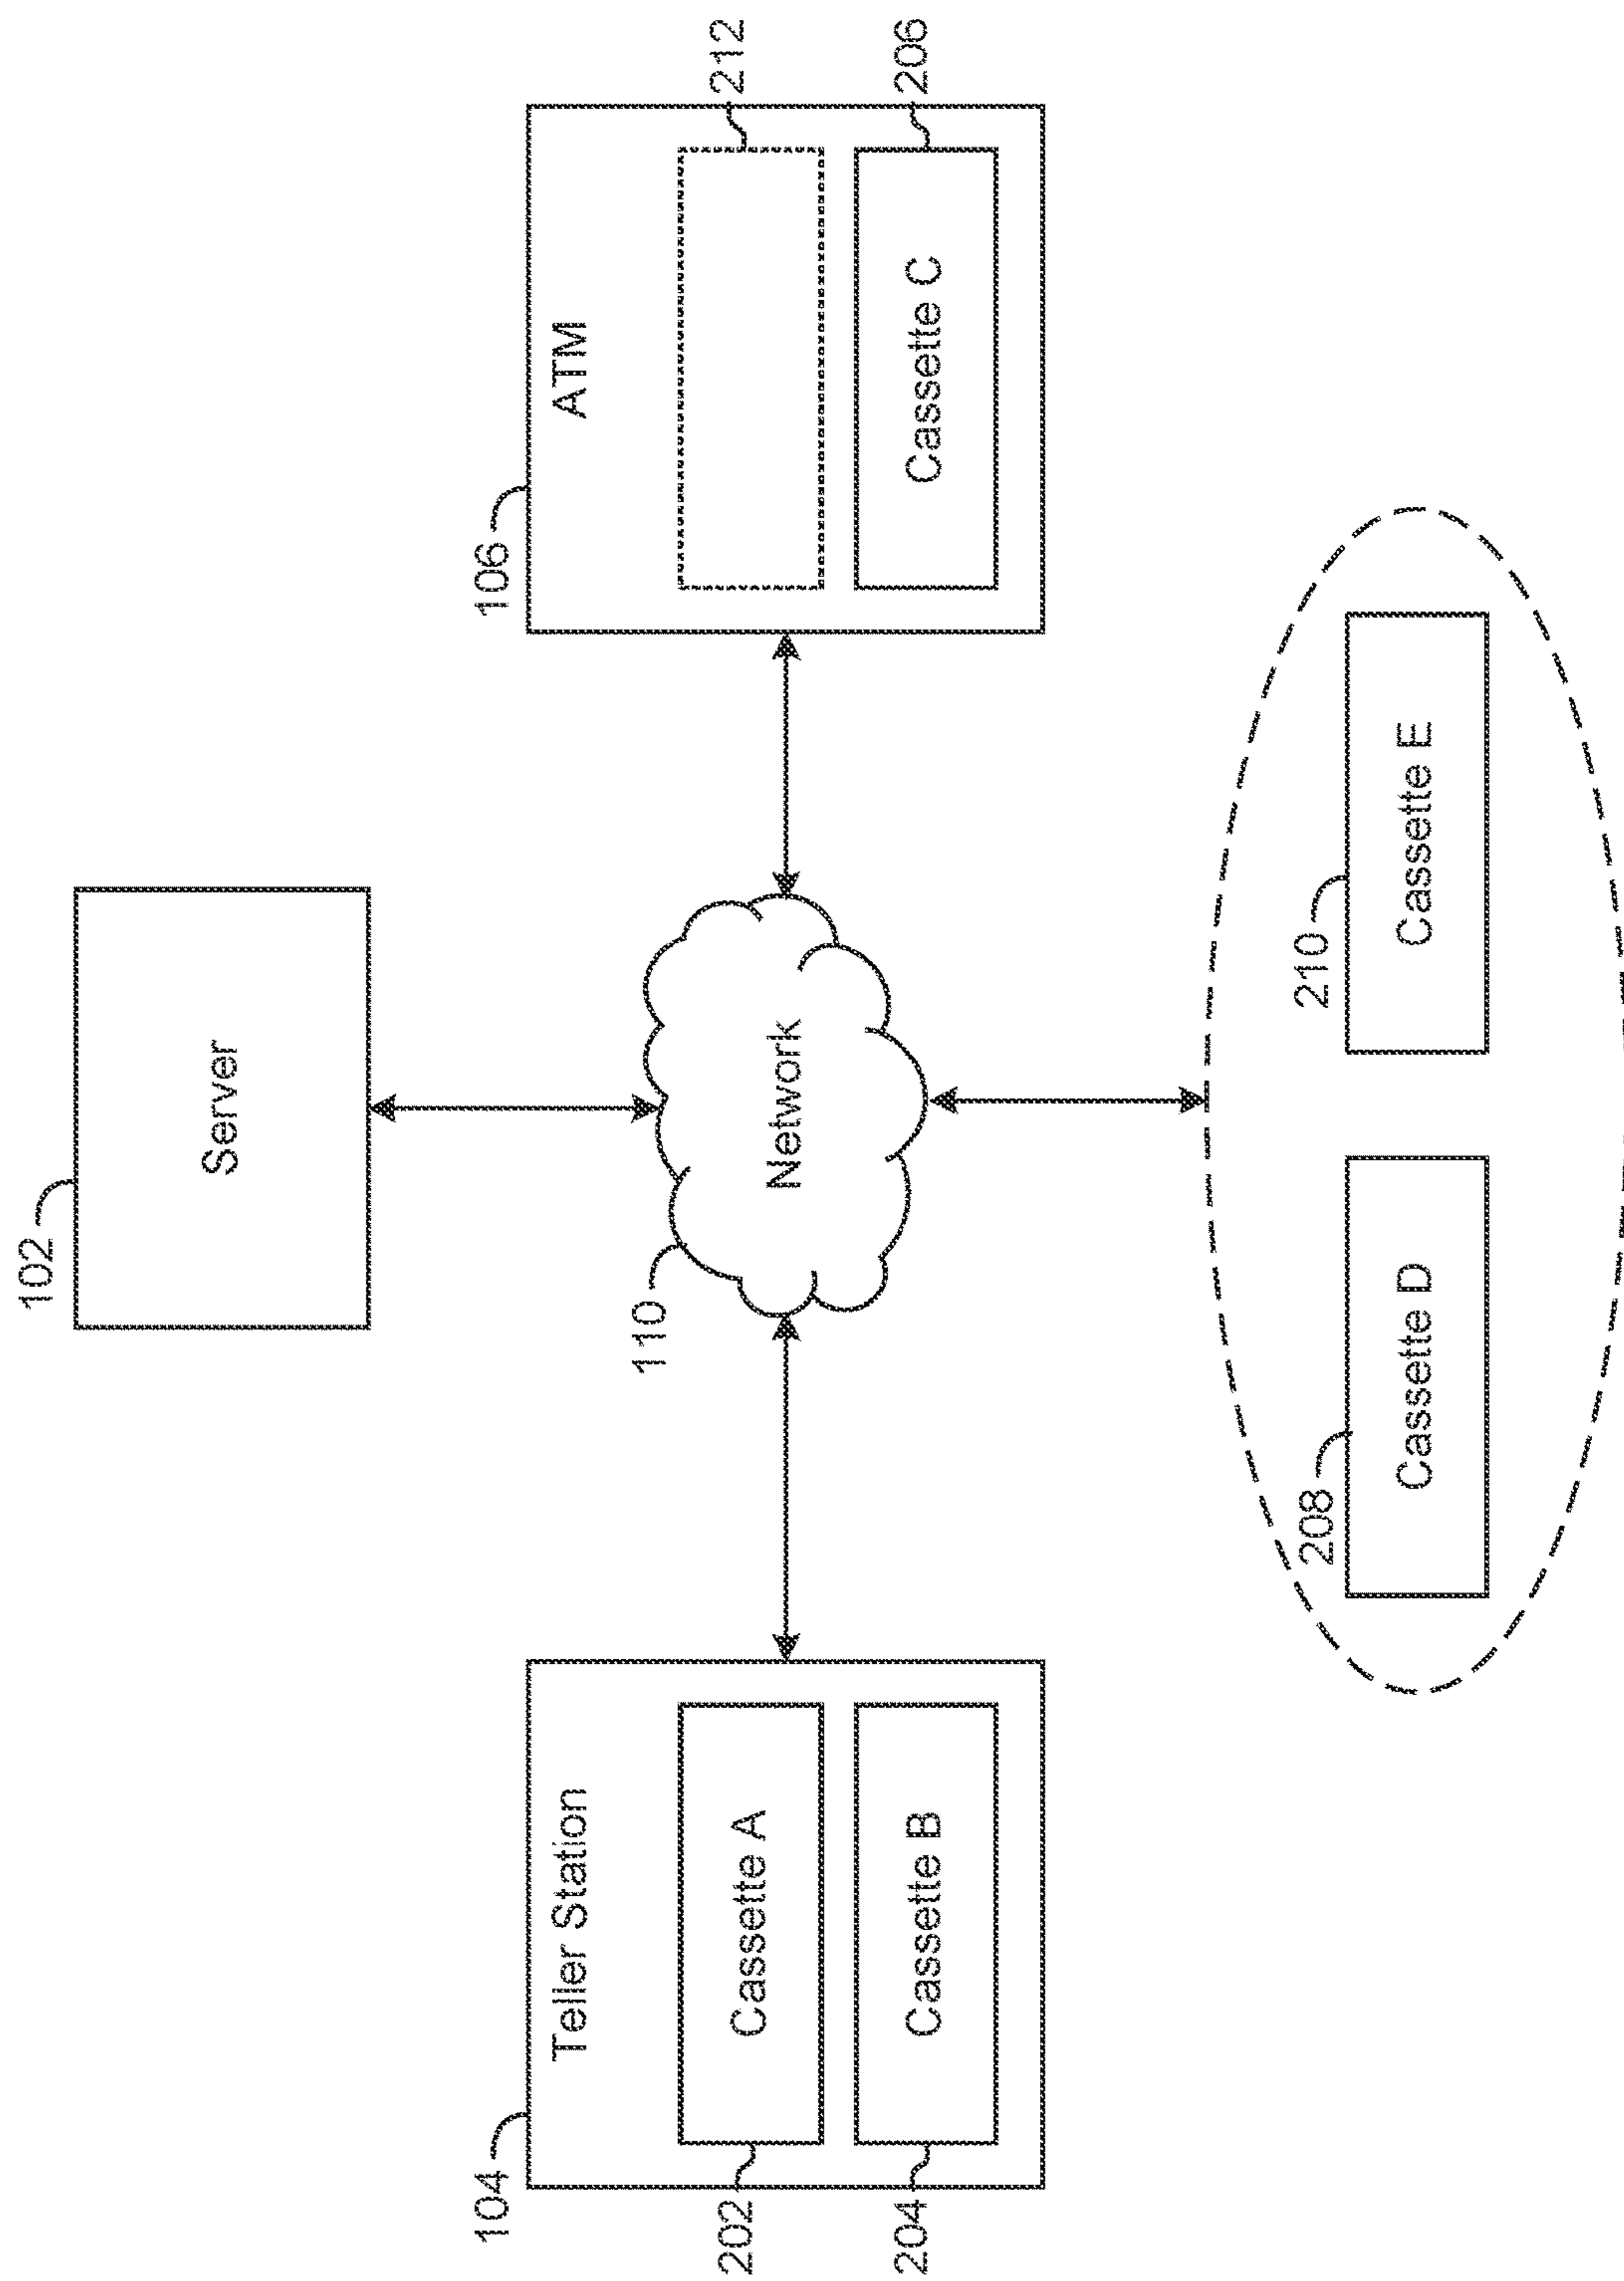 102
Server
104
Teller Station
202
Cassette A
204
Cassette B
110
Network
106
ATM
212
Cassette C
206
208
Cassette D
210
Cassette E